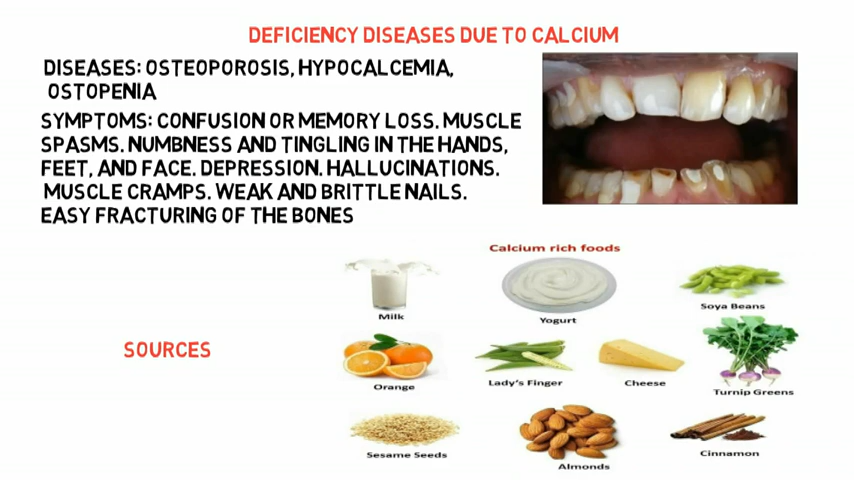 DEFICIENCY DISEASES DUE TO CALCIUM
DISEASES: OSTEOPOROSIS, HYPOCALCEMIA,
OSTOPENIA
SYMPTOMS: CONFUSION OR MEMORY LOSS. MUSCLE
SPASMS. NUMBNESS AND TINGLING IN THE HANDS,
FEET, AND FACE. DEPRESSION. HALLUCINATIONS.
MUSCLE CRAMPS. WEAK AND BRITTLE NAILS.
EASY FRACTURING OF THE BONES
Calcium rich foods
Milk
Yogurt
Soya Beans
SOURCES
Orange
Lady's Finger
Cheese
Turnip Greens
Sesame Seeds
Almonds
Cinnamon